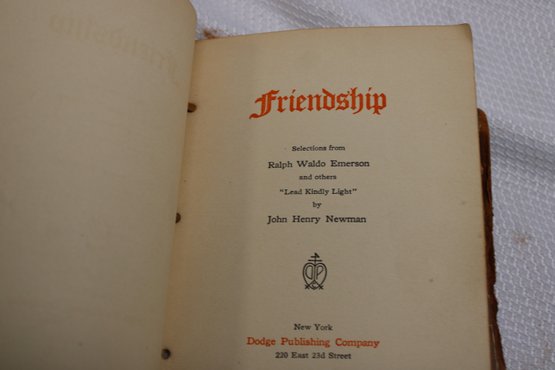 Friendship
Selections from
Ralph Waldo Emerson
and others
"Lead Kindly Light"
by
John Henry Newman
New York
Dodge Publishing Company
220 East 23d Street